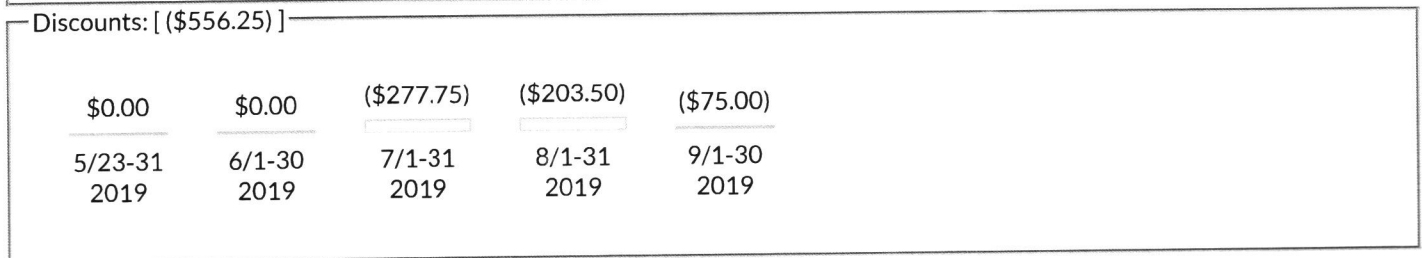 Discounts: [ ($556.25) ]
$0.00 $0.00 ($277.75) ($203.50) ($75.00)
5/23-31 6/1-30 7/1-31 8/1-31 9/1-30
2019 2019 2019 2019 2019